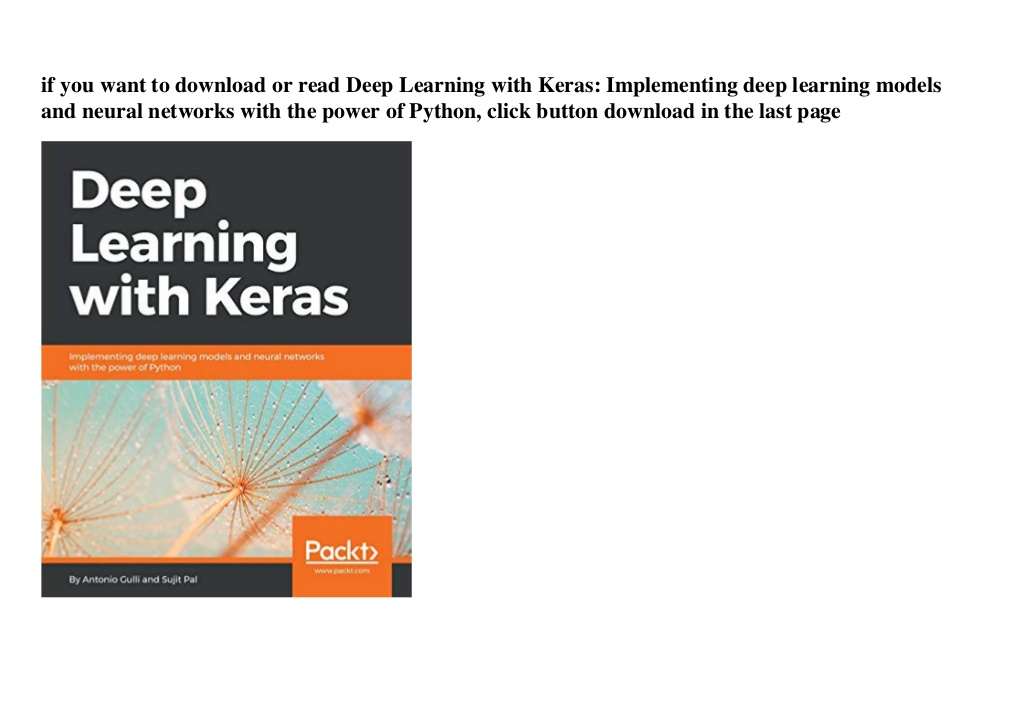 if you want to download or read Deep Learning with Keras: Implementing deep learning models
and neural networks with the power of Python, click button download in the last page
Deep
Learning
with Keras
Implementing deep learning models and neural networks
with the power of Python
Packt>
www.packt.com
By Antonio Gulli and Sujit Pal